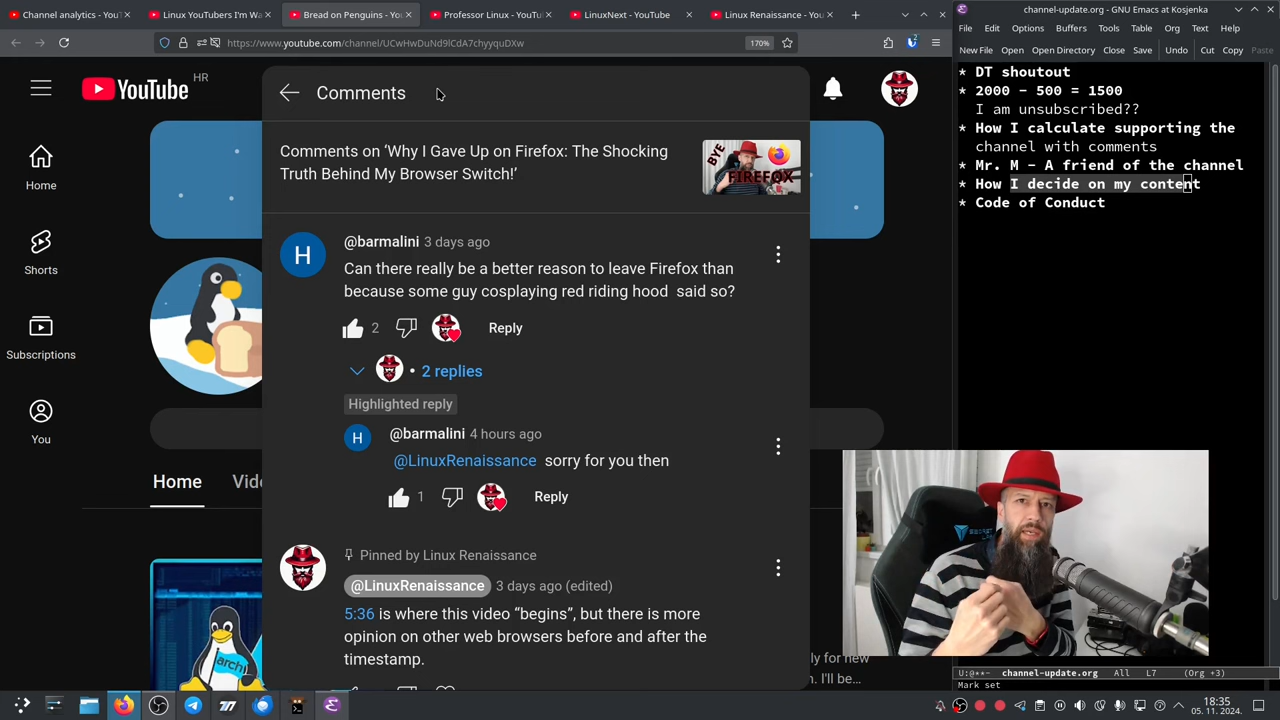 Channel analytics - YouT
Linux YouTubers I'm Wa
Bread on Penguins - You
Professor Linux - YouTub
LinuxNext - YouTube
Linux Renaissance - You
https://www.youtube.com/channel/UCwHwDuNd9lCdA7chyyquDXw
170%
2
YouTube
HR
Home
Shorts
Subscriptions
You
Home
Vid
Comments
Comments on ‘Why I Gave Up on Firefox: The Shocking
Truth Behind My Browser Switch!’
BYE
FIREFOX
H
@barmalini 3 days ago
Can there really be a better reason to leave Firefox than
because some guy cosplaying red riding hood said so?
2
Reply
• 2 replies
Highlighted reply
H
@barmalini 4 hours ago
@LinuxRenaissance sorry for you then
1
Reply
Pinned by Linux Renaissance
@LinuxRenaissance 3 days ago (edited)
5:36 is where this video “begins”, but there is more
opinion on other web browsers before and after the
timestamp.
ly for new
n. I'll be...
channel-update.org - GNU Emacs at Kosjenka
File Edit Options Buffers Tools Table Org Text Help
New File Open Open Directory Close Save Undo Cut Copy Paste
* DT shoutout
* 2000 - 500 = 1500
I am unsubscribed??
* How I calculate supporting the
channel with comments
* Mr. M - A friend of the channel
* How I decide on my content
* Code of Conduct
U:@**- channel-update.org All L7 (Org +3)
Mark set
18:35
05. 11. 2024.